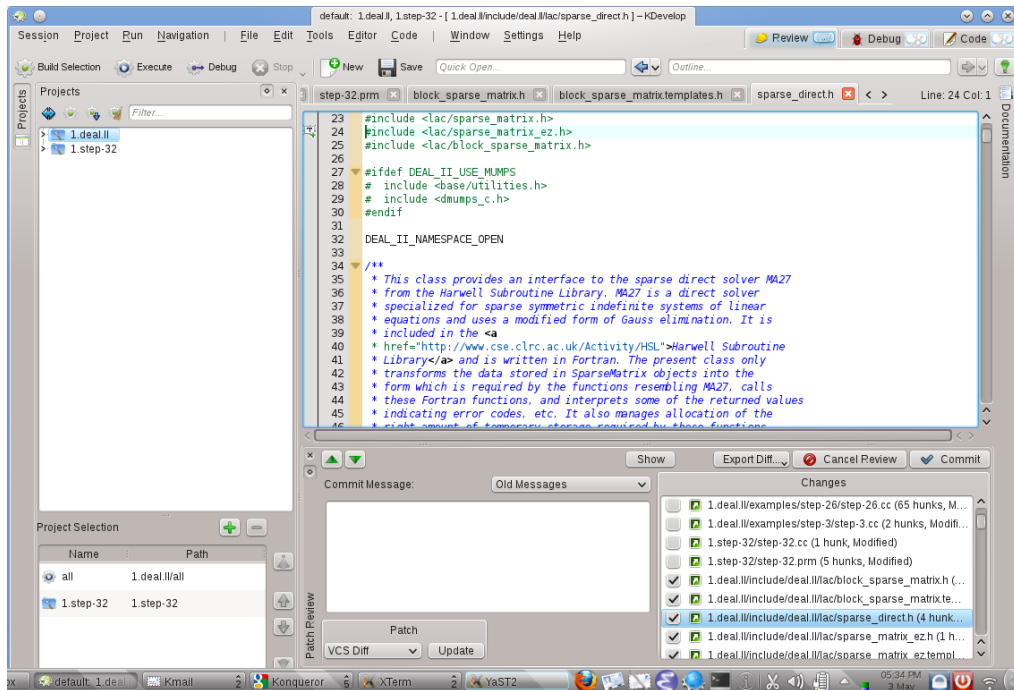 default: 1.deal.II, 1.step-32 - [ 1.deal.II/include/deal.II/lac/sparse_direct.h ] – KDevelop
Session Project Run Navigation | File Edit Tools Editor Code | Window Settings Help
Review Debug Code
Build Selection Execute Debug Stop New Save Quick Open... Outline...
Projects
Projects
Filter...
1.deal.II
1.step-32
step-32.prm block_sparse_matrix.h block_sparse_matrix.templates.h sparse_direct.h Line: 24 Col: 1
Documentation
23 #include <lac/sparse_matrix.h>
24 #include <lac/sparse_matrix_ez.h>
25 #include <lac/block_sparse_matrix.h>
26
27 #ifdef DEAL_II_USE_MUMPS
28 # include <base/utilities.h>
29 # include <dmumps_c.h>
30 #endif
31
32 DEAL_II_NAMESPACE_OPEN
33
34 /**
35 * This class provides an interface to the sparse direct solver MA27
36 * from the Harwell Subroutine Library. MA27 is a direct solver
37 * specialized for sparse symmetric indefinite systems of linear
38 * equations and uses a modified form of Gauss elimination. It is
39 * included in the <a
40 * href="http://www.cse.clrc.ac.uk/Activity/HSL">Harwell Subroutine
41 * Library</a> and is written in Fortran. The present class only
42 * transforms the data stored in SparseMatrix objects into the
43 * form which is required by the functions resembling MA27, calls
44 * these Fortran functions, and interprets some of the returned values
45 * indicating error codes, etc. It also manages allocation of the
46 * right amount of temporary storage required by these functions
Show Export Diff... Cancel Review Commit
Commit Message: Old Messages
Changes
1.deal.II/examples/step-26/step-26.cc (65 hunks, M...
1.deal.II/examples/step-3/step-3.cc (2 hunks, Modifi...
1.step-32/step-32.cc (1 hunk, Modified)
1.step-32/step-32.prm (5 hunks, Modified)
1.deal.II/include/deal.II/lac/block_sparse_matrix.h (...
1.deal.II/include/deal.II/lac/block_sparse_matrix.te...
1.deal.II/include/deal.II/lac/sparse_direct.h (4 hunk...
1.deal.II/include/deal.II/lac/sparse_matrix_ez.h (1 h...
1.deal.II/include/deal.II/lac/sparse_matrix_ez.templ...
Patch Review
Patch
VCS Diff Update
Project Selection
Name Path
all 1.deal.II/all
1.step-32 1.step-32
default: 1.deal Kmail 2 Konqueror 6 XTerm 2 YaST2
05:34 PM
3 May